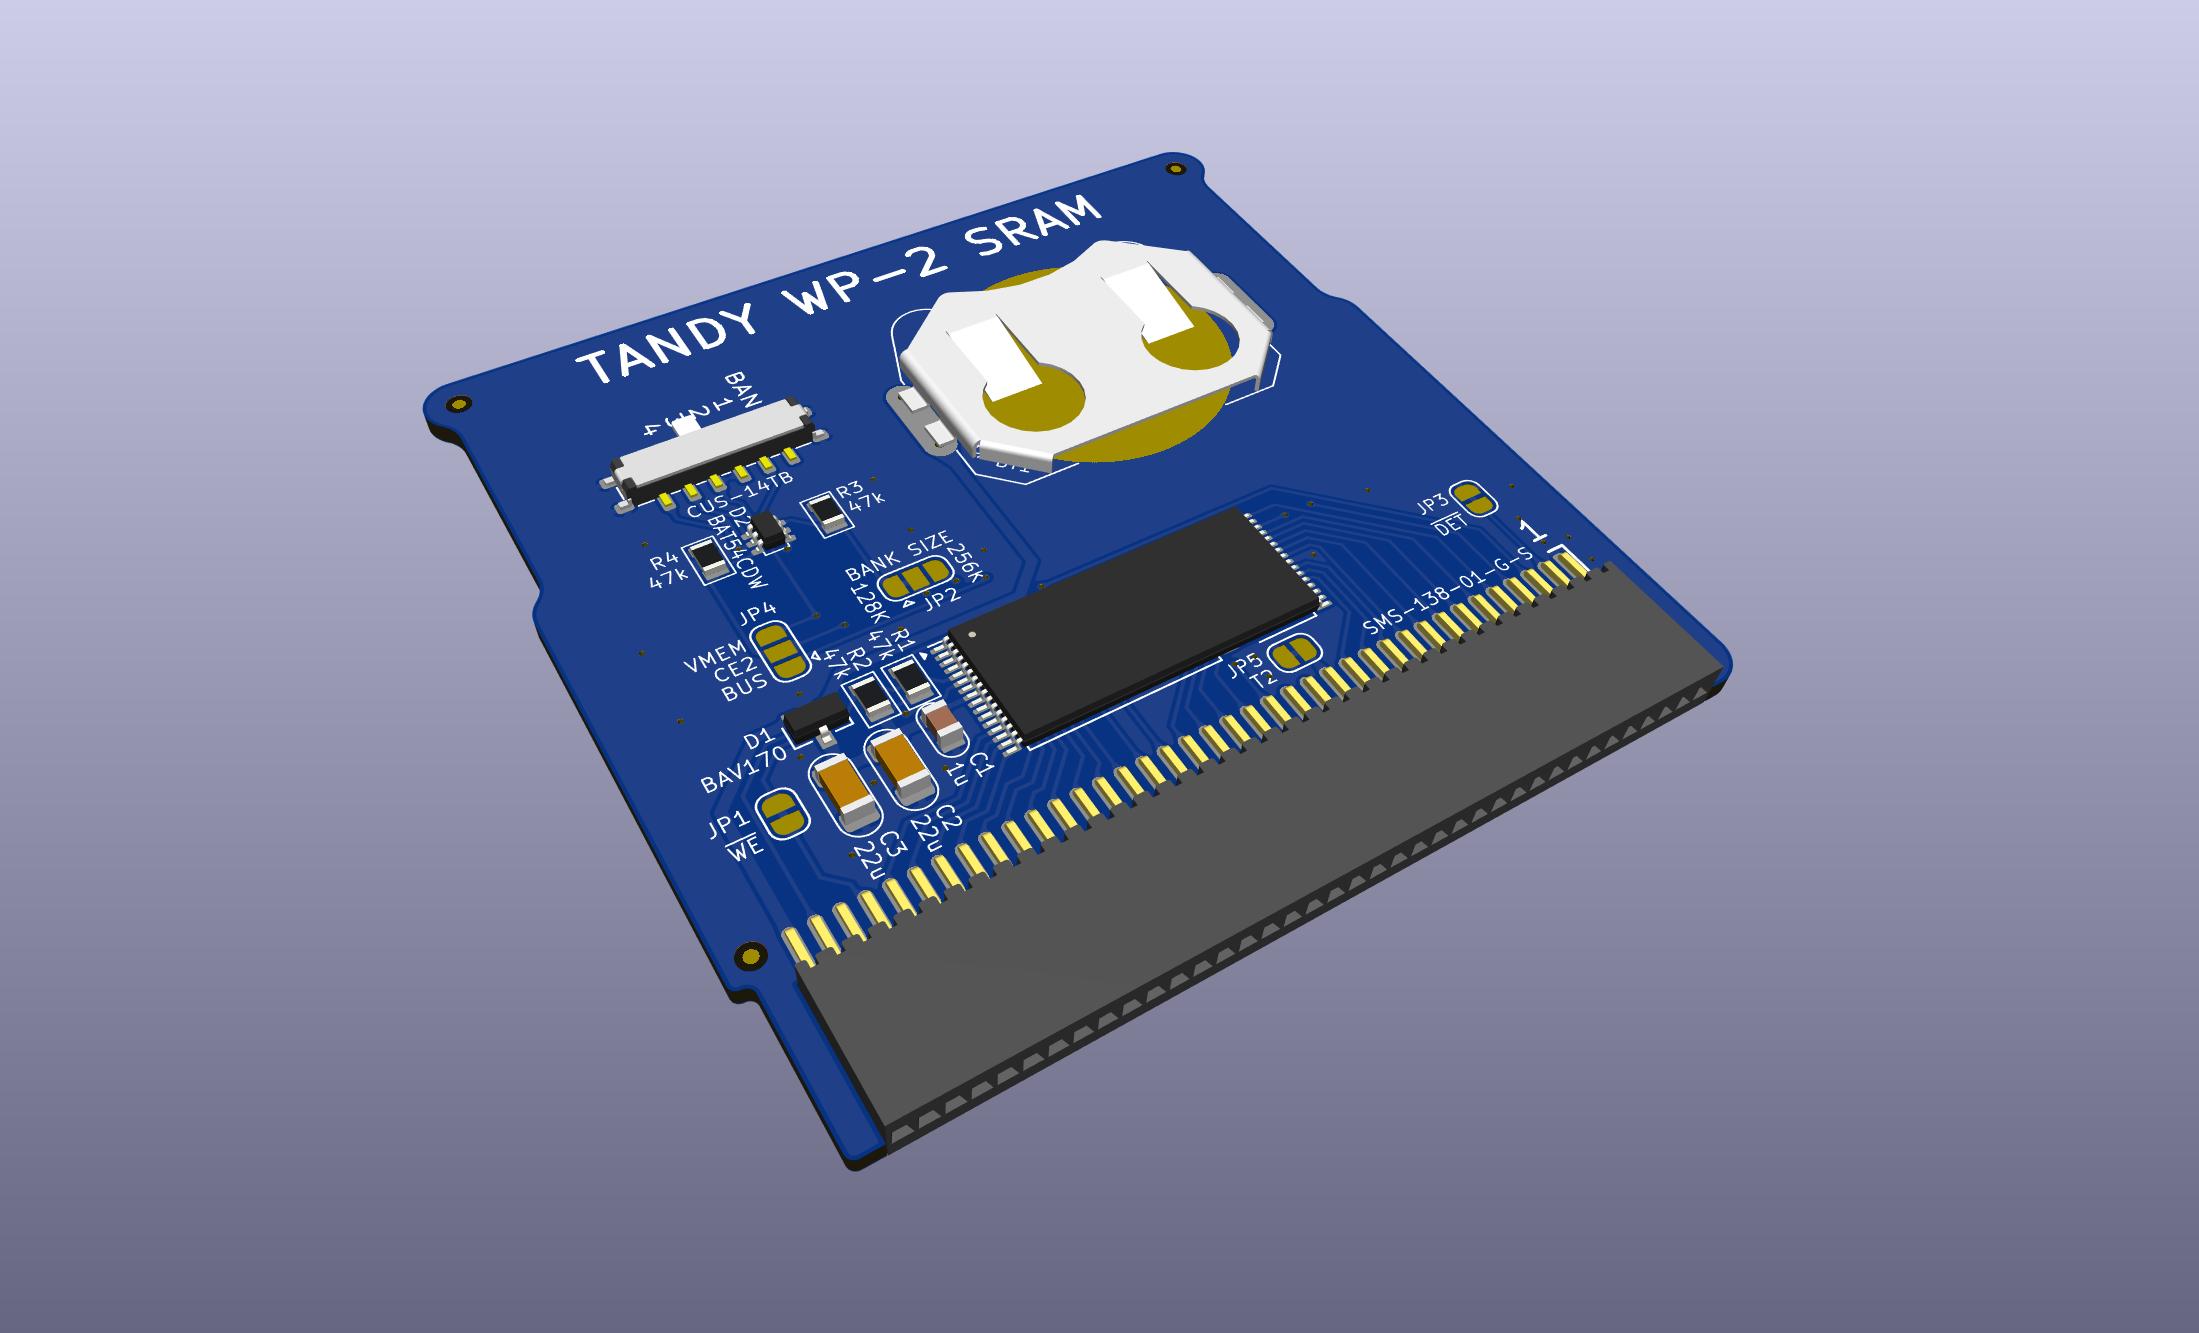 TANDY WP-2 SRAM
BAN
1
2
4
CUS-14TB
D2
BAT54CDW
R3
47k
R4
47k
BANK SIZE
256k
128K
JP2
JP4
VMEM
CE2
BUS
R1
47k
R2
47k
D1
BAV170
JP1
WE
C1
1u
C2
22u
C3
22u
JP5
T2
JP3
DET
1
SMS-138-01-G-S